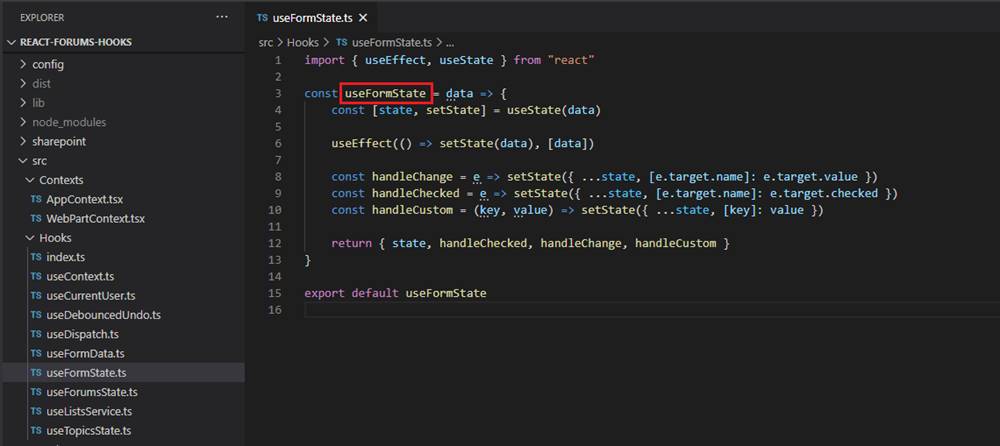 EXPLORER
···
REACT-FORUMS-HOOKS
config
dist
lib
node_modules
sharepoint
src
Contexts
TS AppContext.tsx
TS WebPartContext.tsx
Hooks
TS index.ts
TS useContext.ts
TS useCurrentUser.ts
TS useDebouncedUndo.ts
TS useDispatch.ts
TS useFormData.ts
TS useFormState.ts
TS useForumsState.ts
TS useListsService.ts
TS useTopicsState.ts
TS useFormState.ts ×
src > Hooks > TS useFormState.ts > ...
1 import { useEffect, useState } from "react"
2
3 const useFormState = data => {
4 const [state, setState] = useState(data)
5
6 useEffect(() => setState(data), [data])
7
8 const handleChange = e => setState({ ...state, [e.target.name]: e.target.value })
9 const handleChecked = e => setState({ ...state, [e.target.name]: e.target.checked })
10 const handleCustom = (key, value) => setState({ ...state, [key]: value })
11
12 return { state, handleChecked, handleChange, handleCustom }
13 }
14
15 export default useFormState
16